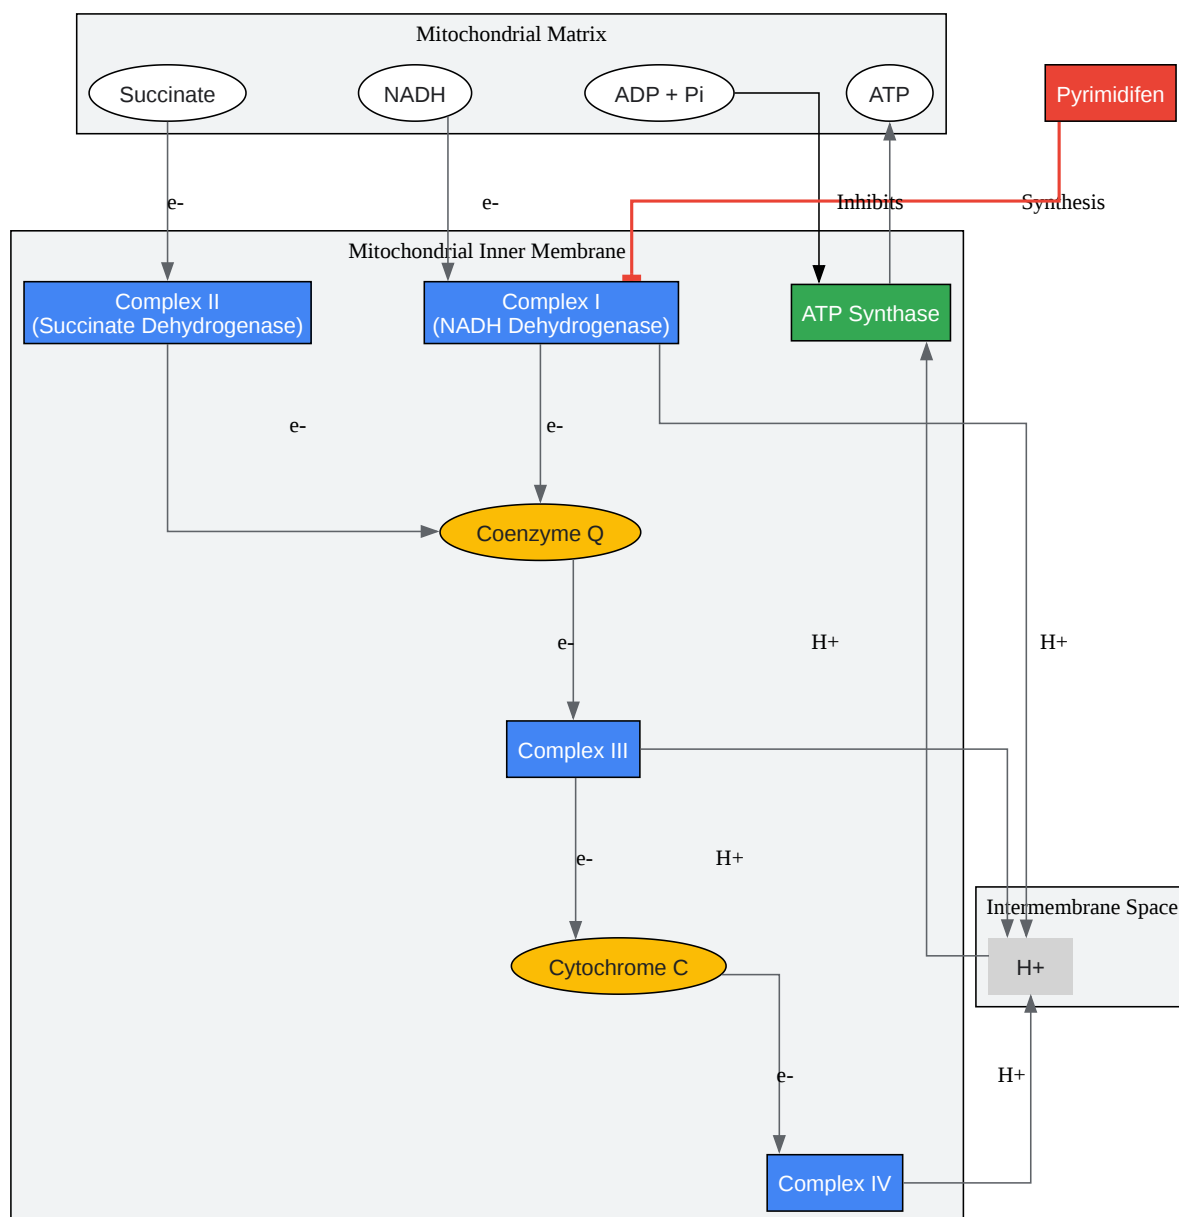 Mitochondrial Matrix
Succinate
NADH
ADP + Pi
ATP
Pyrimidifen
e-
e-
Inhibits
Synthesis
Mitochondrial Inner Membrane
Complex II
(Succinate Dehydrogenase)
Complex I
(NADH Dehydrogenase)
ATP Synthase
e-
e-
Coenzyme Q
e-
H+
H+
Complex III
e-
H+
Intermembrane Space
Cytochrome C
H+
e-
H+
Complex IV